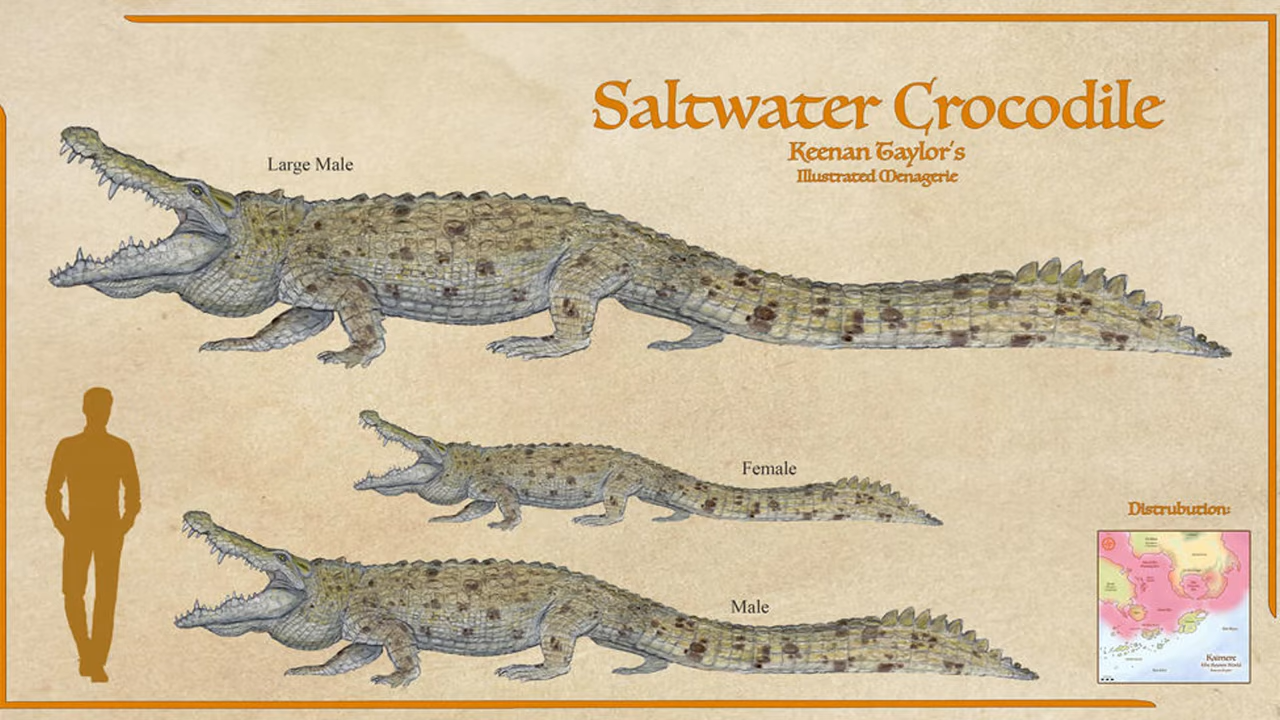 Saltwater Crocodile
Keenan Taylor's
Illustrated Menagerie
Large Male
Female
Male
Distrubution:
Kaimere